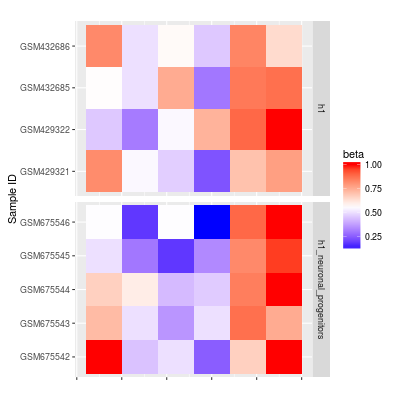 GSM432686
GSM432685
GSM429322
GSM429321
h1
GSM675546
GSM675545
GSM675544
GSM675543
GSM675542
h1_neuronal_progenitors
Sample ID
beta
1.00
0.75
0.50
0.25